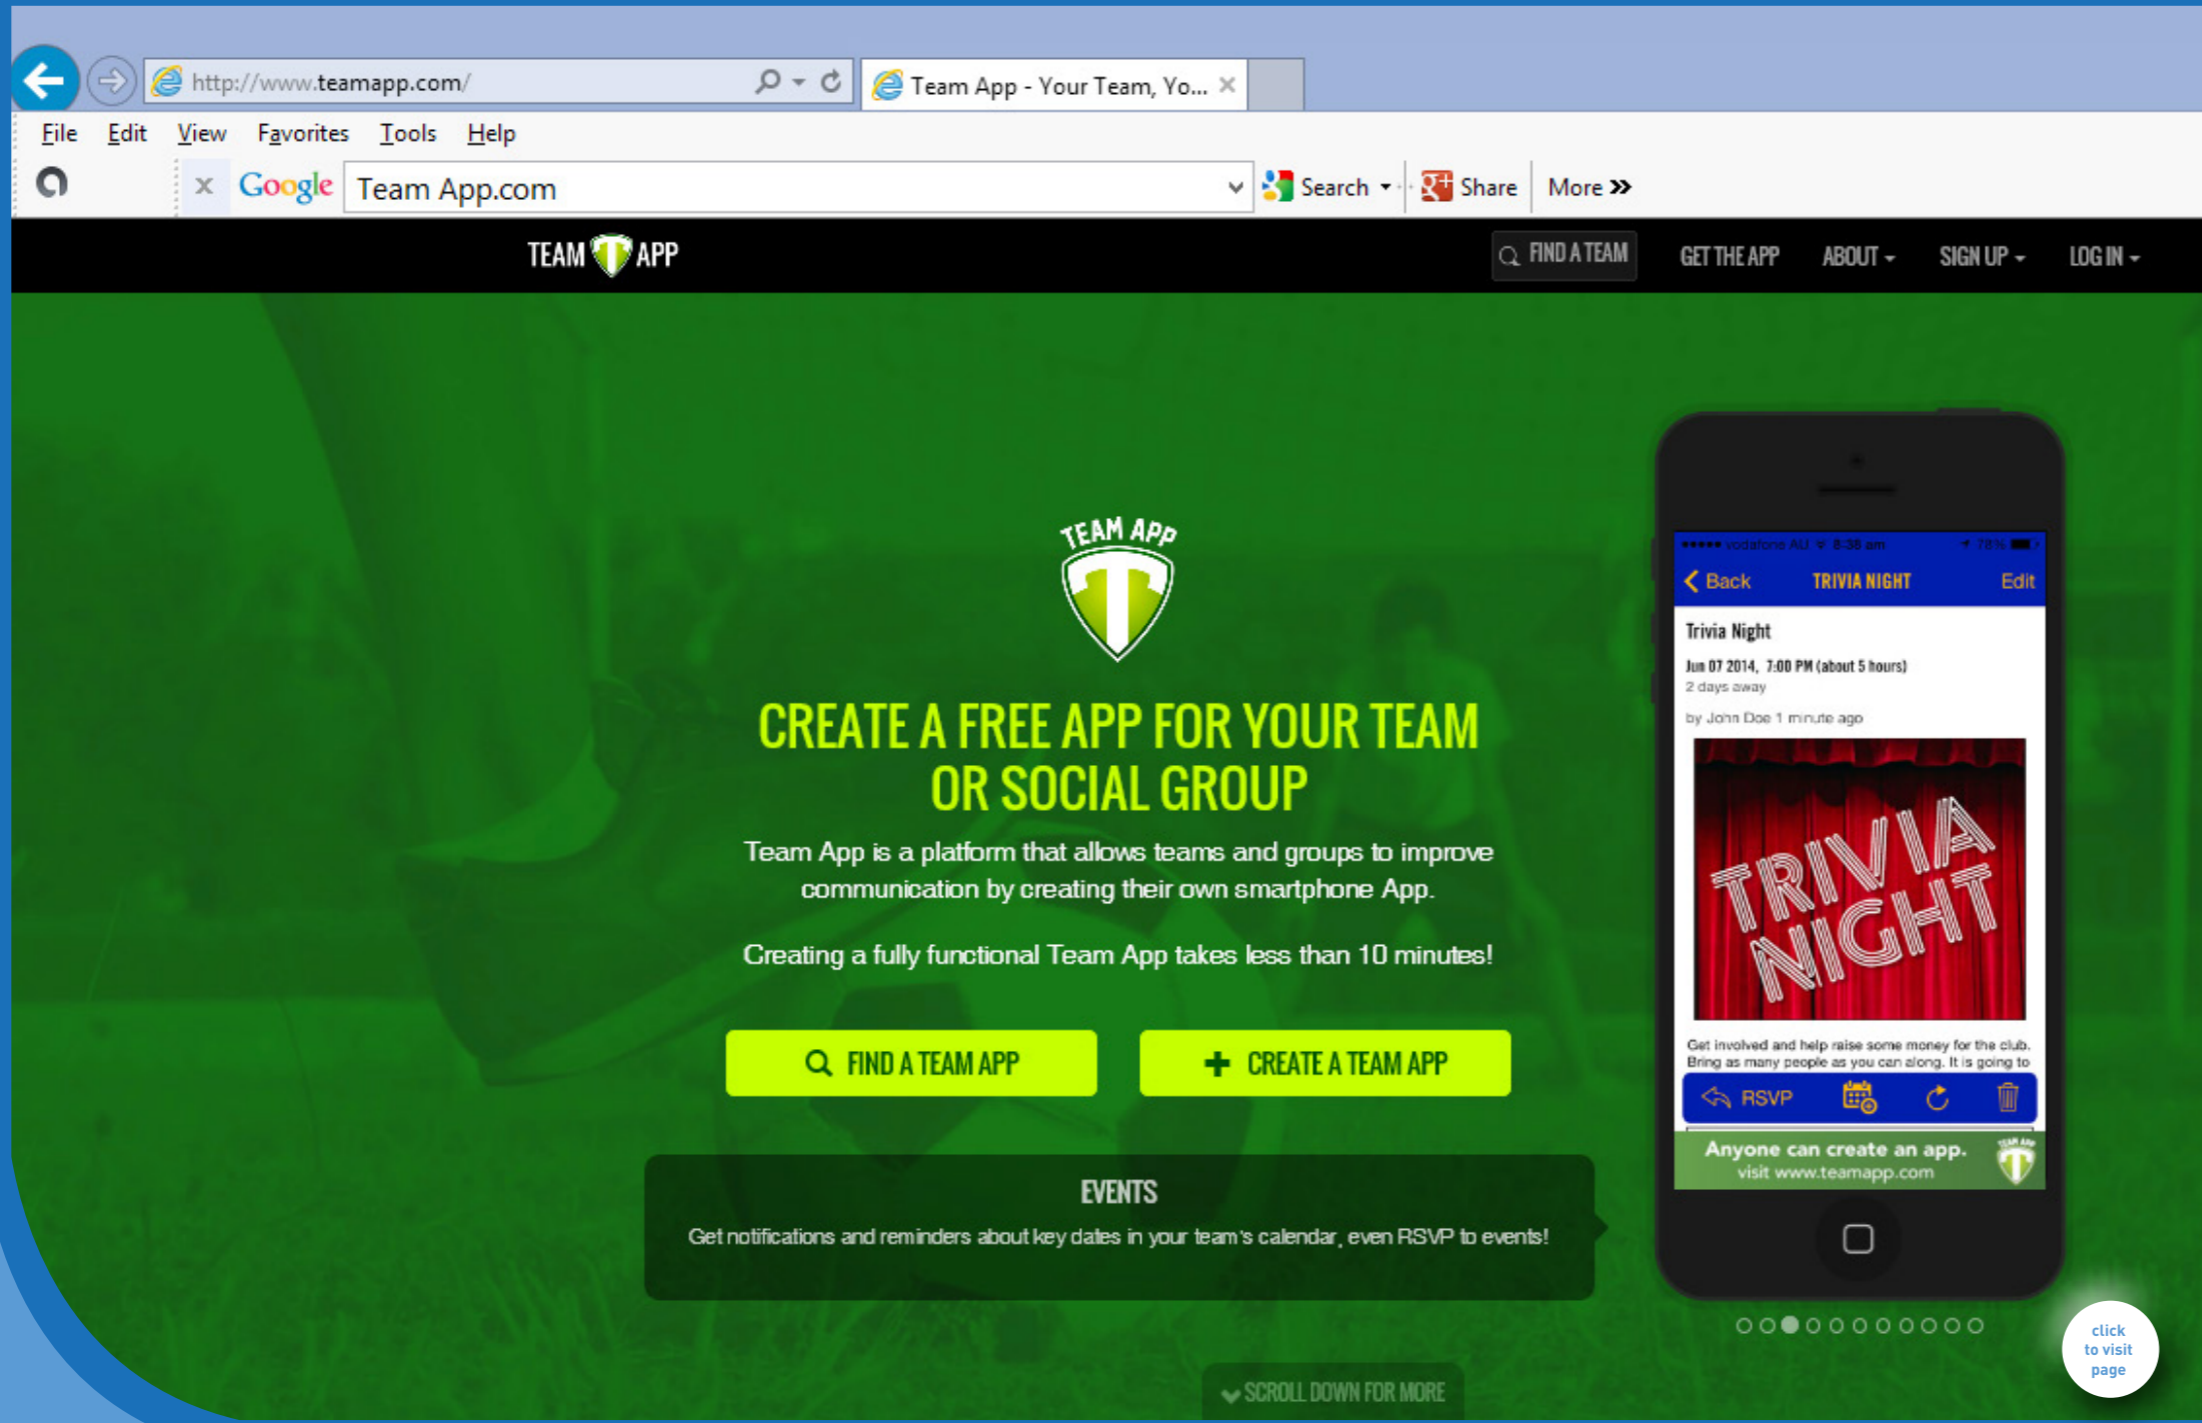 http://www.teamapp.com/
Team App - Your Team, Yo...
File Edit View Favorites Tools Help
Google Team App.com Search Share More »
TEAM T APP FIND A TEAM GET THE APP ABOUT SIGN UP LOG IN
TEAM APP
T
CREATE A FREE APP FOR YOUR TEAM
OR SOCIAL GROUP
Team App is a platform that allows teams and groups to improve
communication by creating their own smartphone App.
Creating a fully functional Team App takes less than 10 minutes!
FIND A TEAM APP
CREATE A TEAM APP
EVENTS
Get notifications and reminders about key dates in your team's calendar, even RSVP to events!
SCROLL DOWN FOR MORE
vodafone AU 8:38 am 78%
Back TRIVIA NIGHT Edit
Trivia Night
Jun 07 2014, 7:00 PM (about 5 hours)
2 days away
by John Doe 1 minute ago
TRIVIA
NIGHT
Get involved and help raise some money for the club.
Bring as many people as you can along. It is going to
RSVP
Anyone can create an app.
visit www.teamapp.com
TEAM APP
T
click
to visit
page